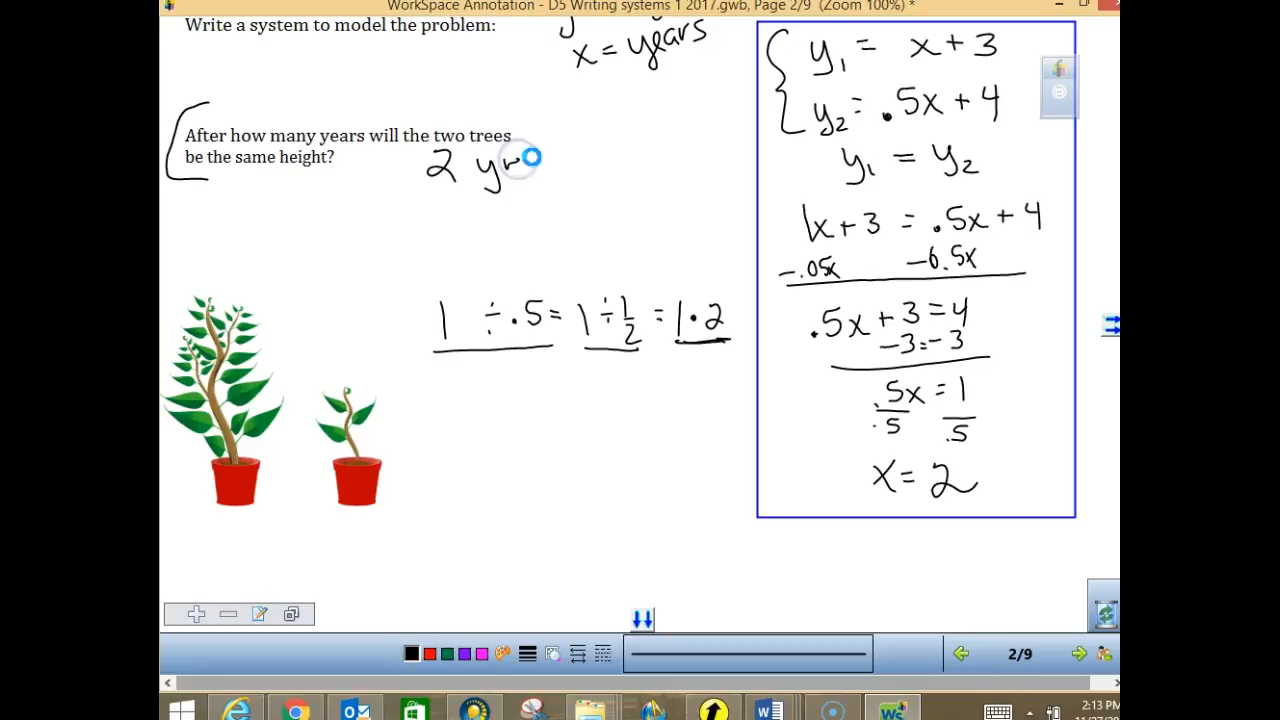 WorkSpace Annotation - D5 Writing systems 1 2017.gwb, Page 2/9 (Zoom 100%) *
Write a system to model the problem:
x = years
After how many years will the two trees
be the same height?
2 yr
1 ÷ .5 = 1 ÷ 1/2 = 1 • 2
y₁ = x + 3
y₂ = .5x + 4
y₁ = y₂
1x + 3 = .5x + 4
-.05x -0.5x
.5x + 3 = 4
-3 = -3
.5x = 1
.5 .5
x = 2
2/9
2:13 PM